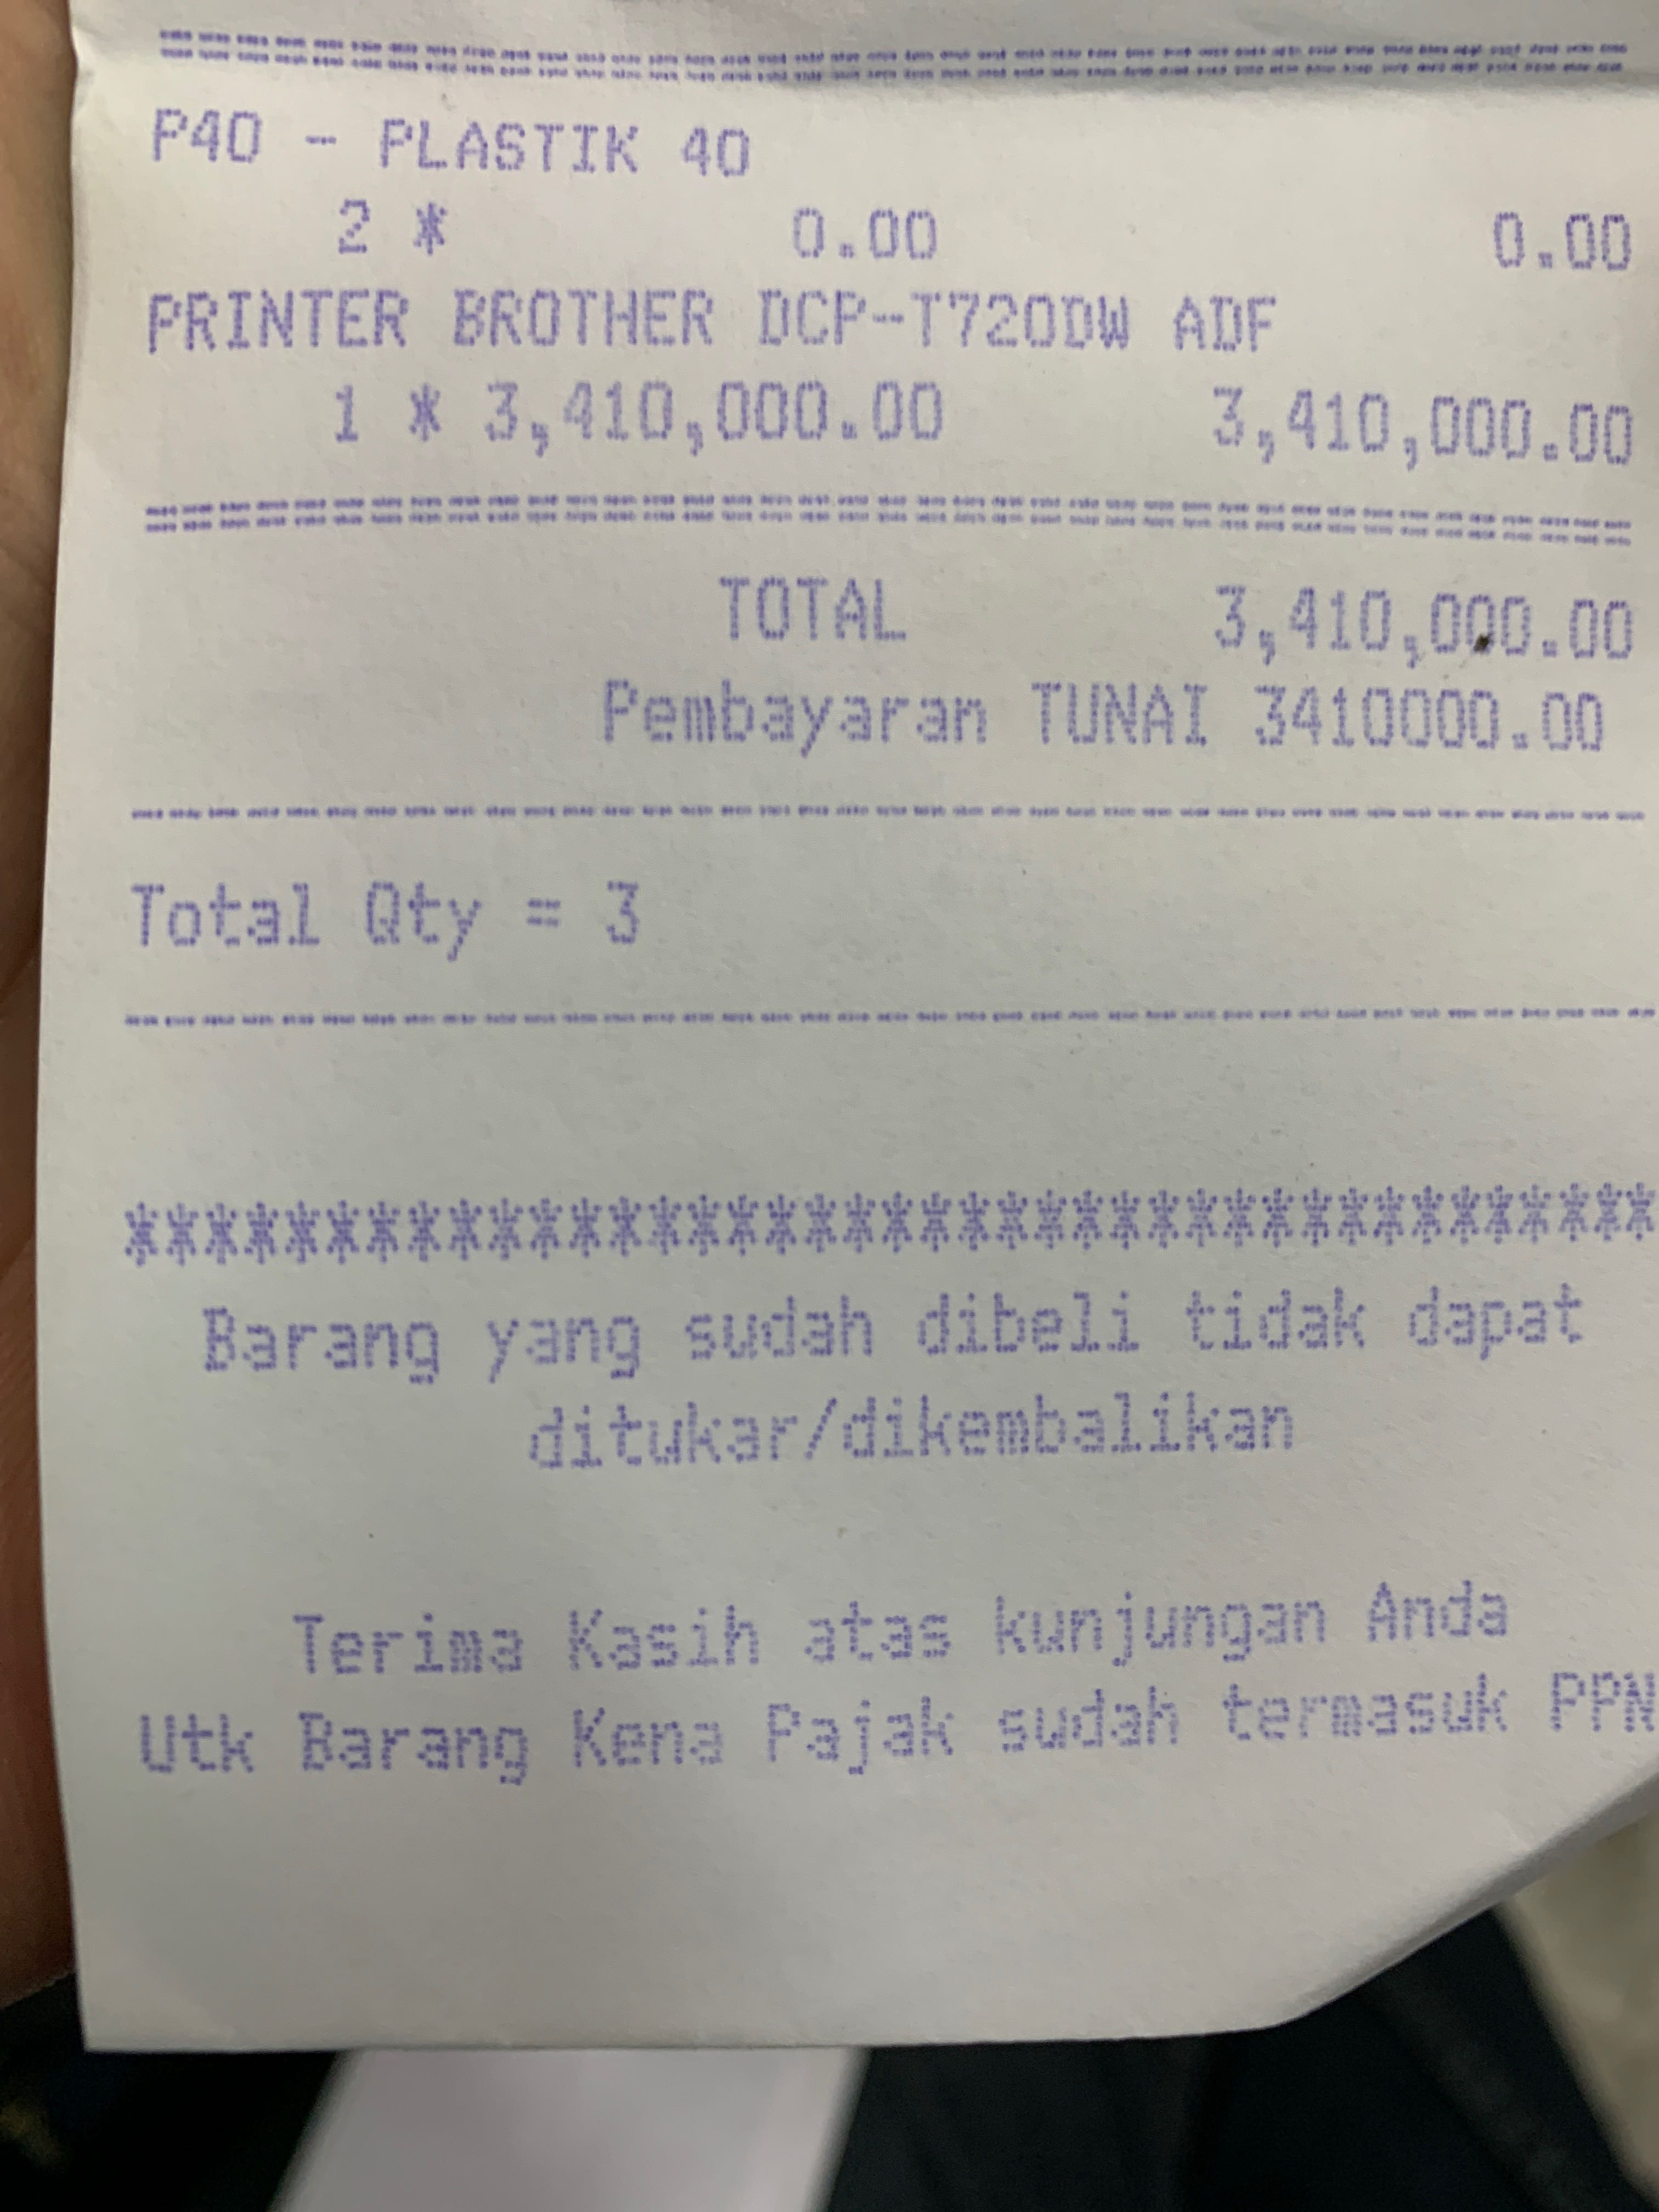 P40 - PLASTIK 40
2 * 0.00 0.00
PRINTER BROTHER DCP-T720DW ADF
1 * 3,410,000.00 3,410,000.00
TOTAL 3,410,000.00
Pembayaran TUNAI 3410000.00
Total Qty = 3
****************************************
Barang yang sudah dibeli tidak dapat
ditukar/dikembalikan
Terima Kasih atas kunjungan Anda
Utk Barang Kena Pajak sudah termasuk PPN